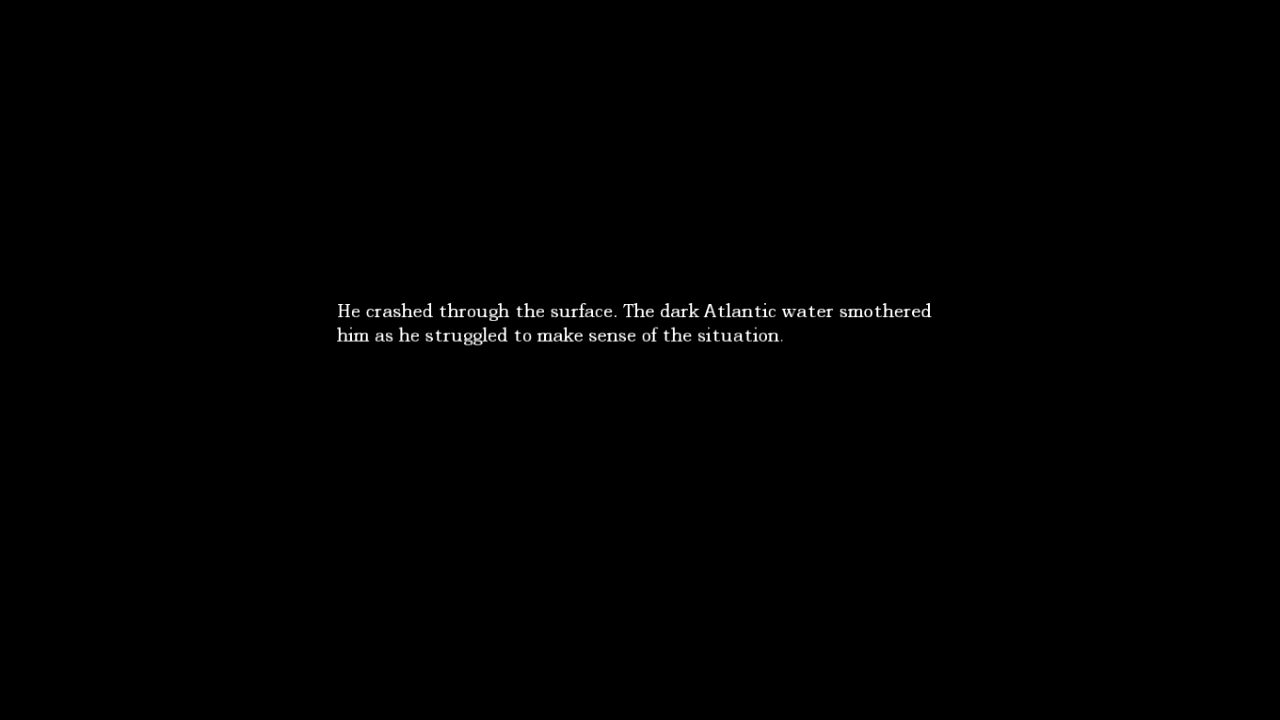 He crashed through the surface. The dark Atlantic water smothered
him as he struggled to make sense of the situation.